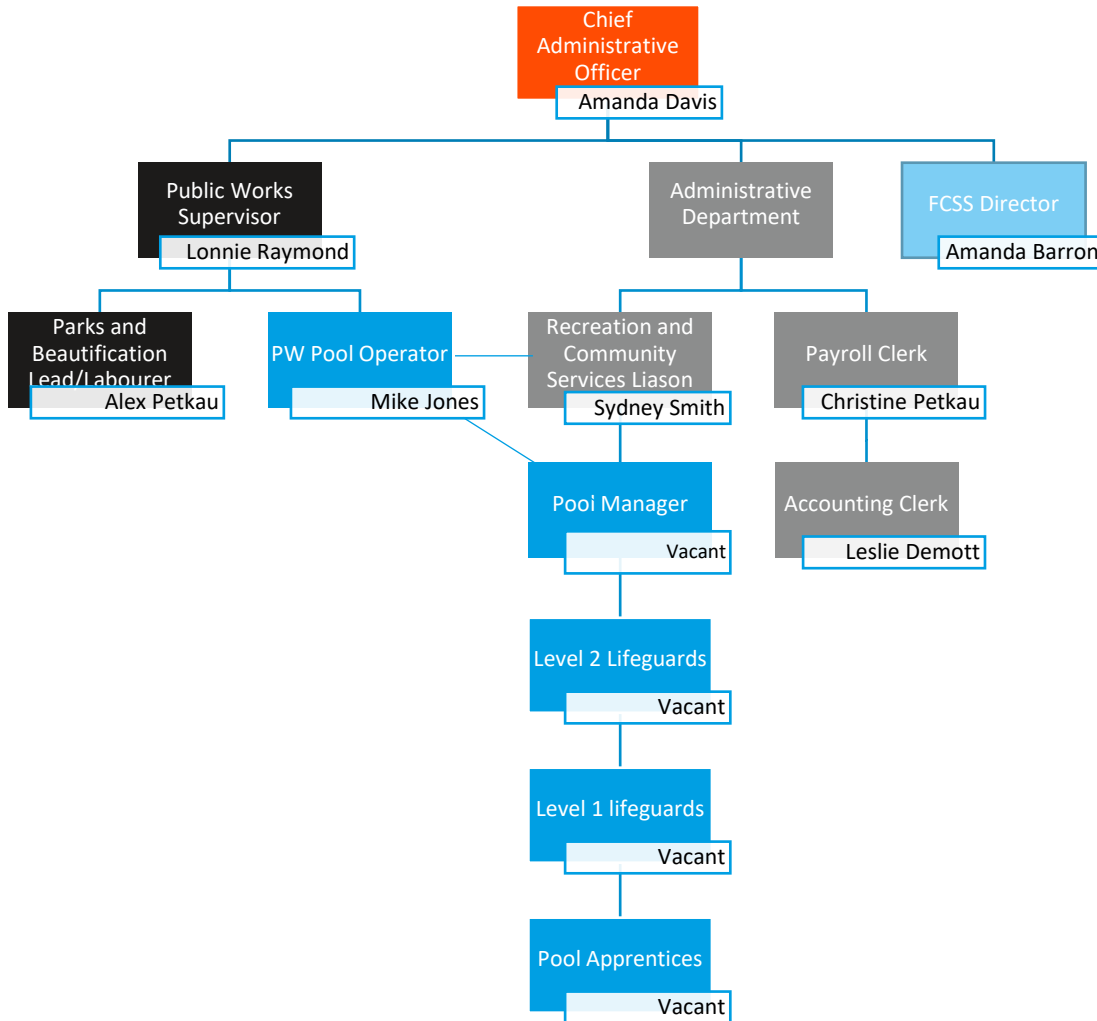 Chief
Administrative
Officer
Amanda Davis
Public Works
Supervisor
Lonnie Raymond
Administrative
Department
FCSS Director
Amanda Barron
Parks and
Beautification
Lead/Labourer
Alex Petkau
PW Pool Operator
Mike Jones
Recreation and
Community
Services Liason
Sydney Smith
Payroll Clerk
Christine Petkau
Pool Manager
Vacant
Accounting Clerk
Leslie Demott
Level 2 Lifeguards
Vacant
Level 1 lifeguards
Vacant
Pool Apprentices
Vacant